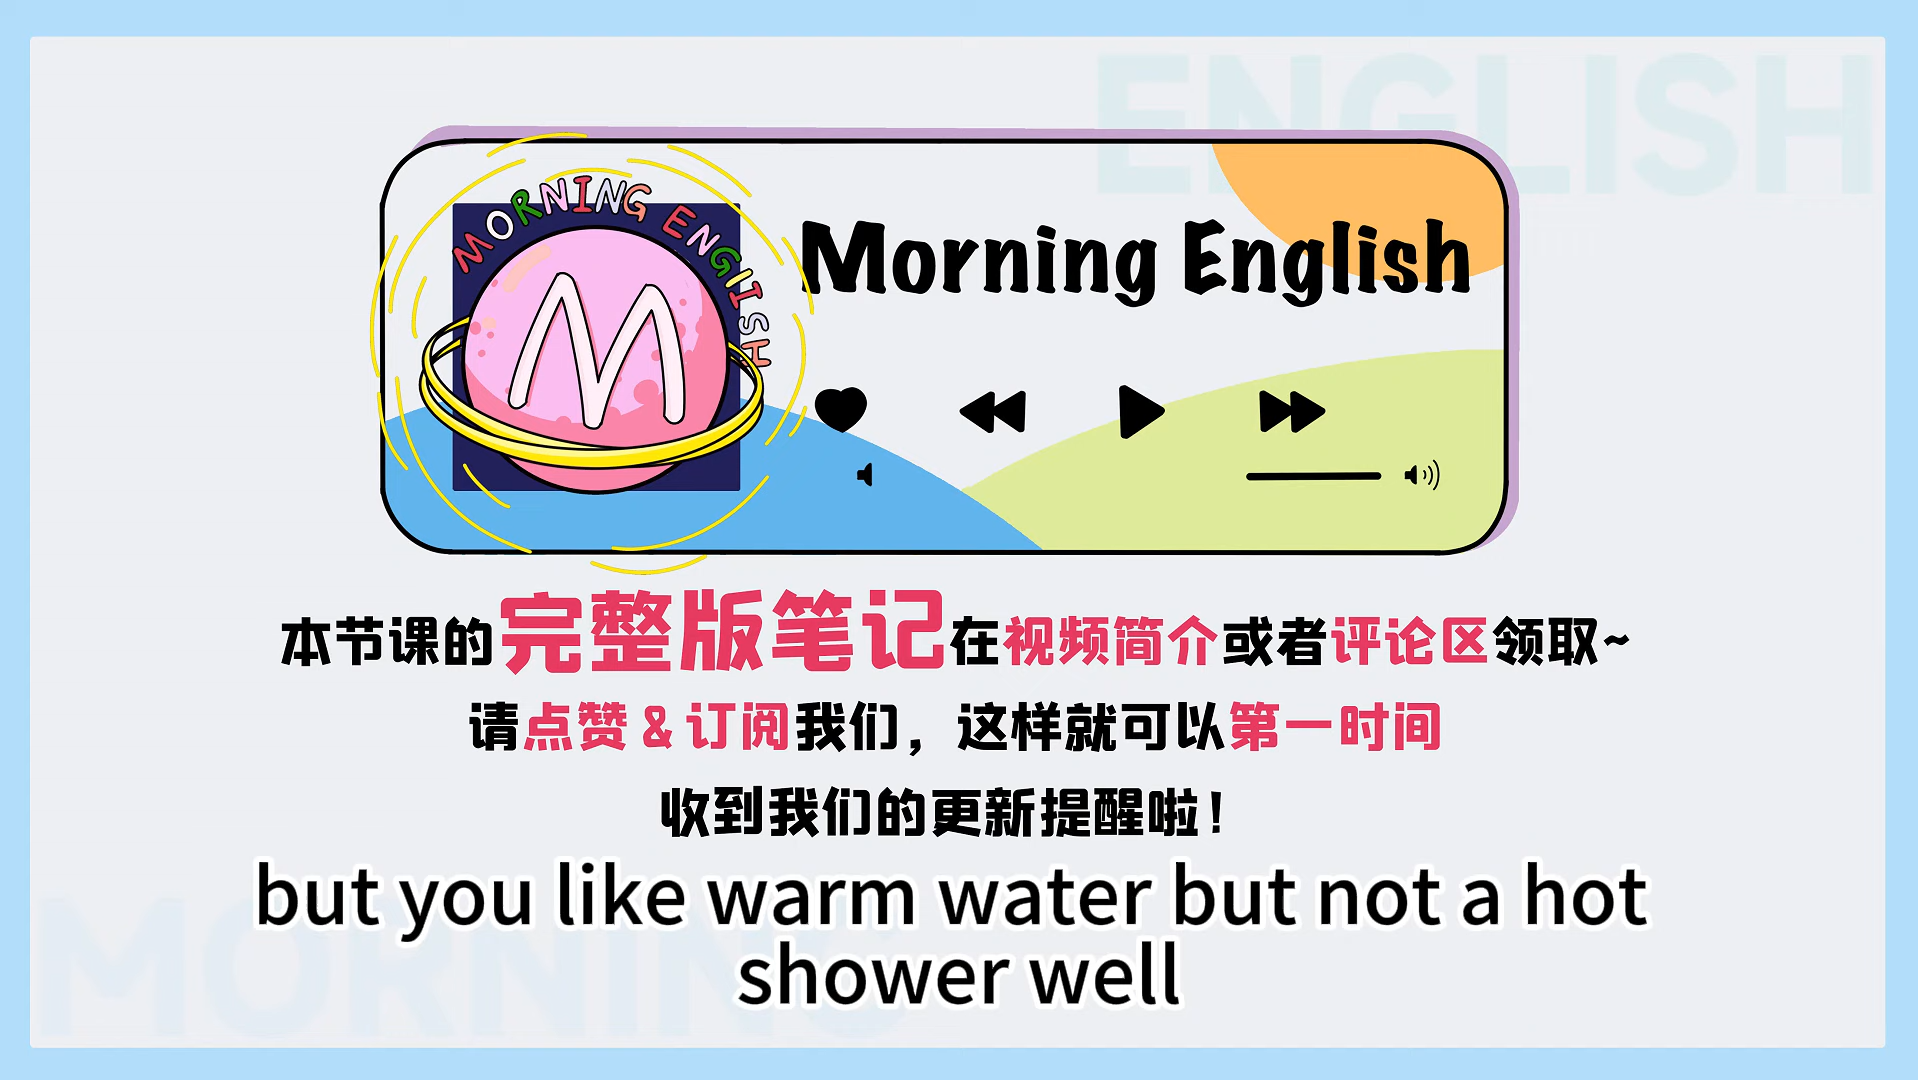 ENGLISH
MORNING ENGLISH
M
Morning English
本节课的完整版笔记在视频简介或者评论区领取~
请点赞&订阅我们，这样就可以第一时间
收到我们的更新提醒啦！
but you like warm water but not a hot
shower well
MORNING